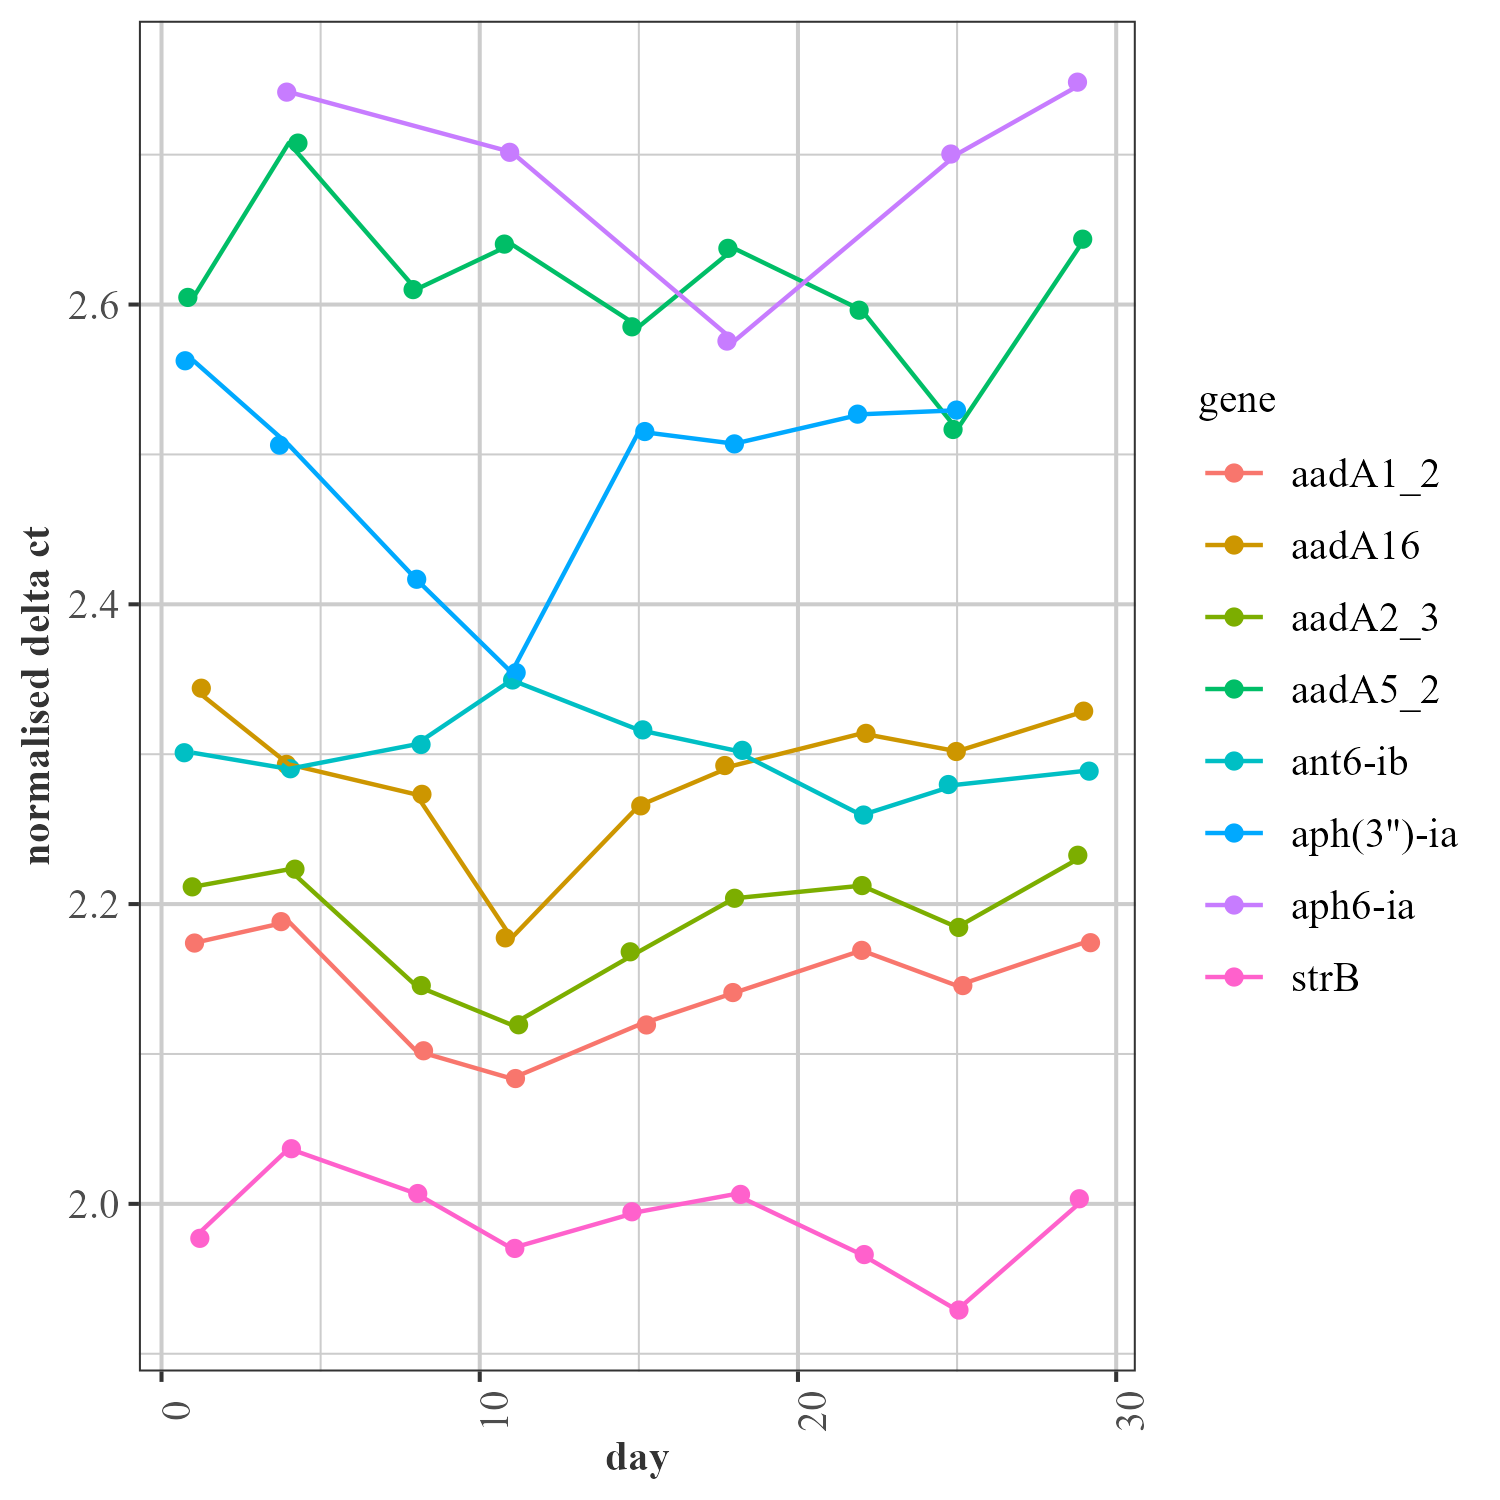 2.6
2.4
2.2
2.0
normalised delta ct
0
10
20
30
day
gene
aadA1_2
aadA16
aadA2_3
aadA5_2
ant6-ib
aph(3")-ia
aph6-ia
strB